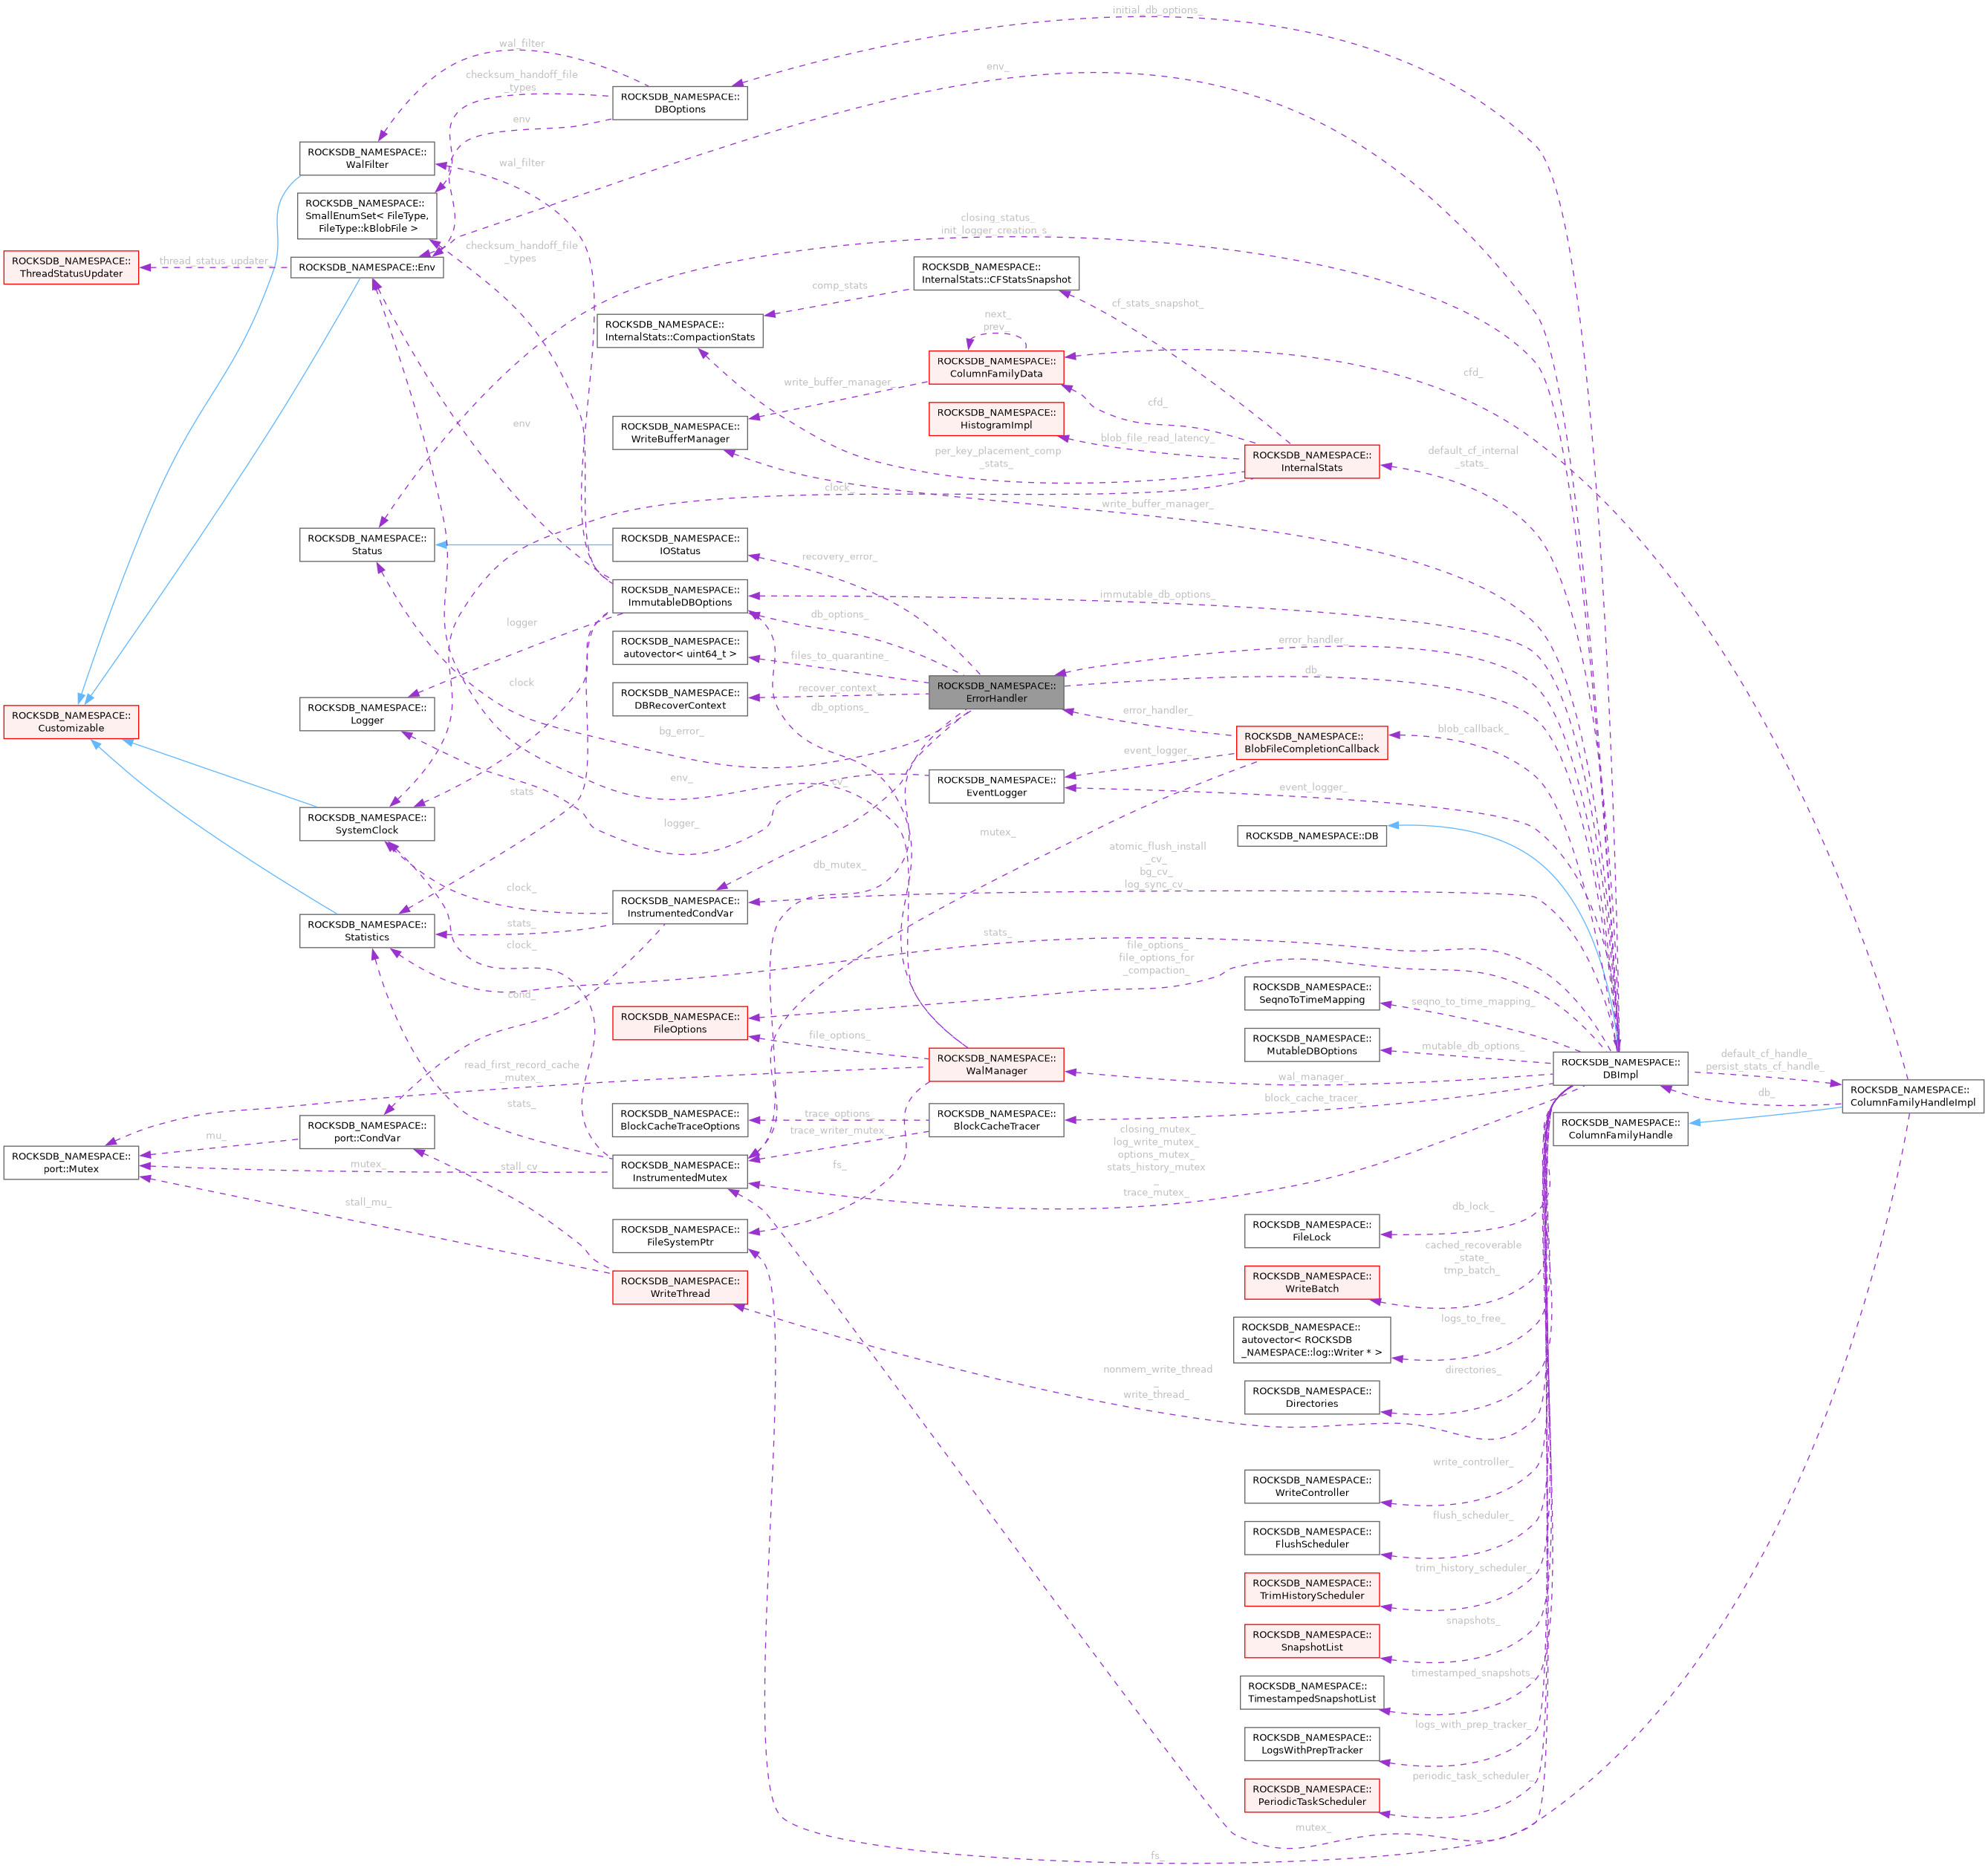 initial_db_options_
wal_filter
env_
checksum_handoff_file
_types
ROCKSDB_NAMESPACE::
DBOptions
env
ROCKSDB_NAMESPACE::
WalFilter
wal_filter
ROCKSDB_NAMESPACE::
SmallEnumSet< FileType,
FileType::kBlobFile >
closing_status_
init_logger_creation_s_
checksum_handoff_file
_types
ROCKSDB_NAMESPACE::
ThreadStatusUpdater
thread_status_updater_
ROCKSDB_NAMESPACE::Env
ROCKSDB_NAMESPACE::
InternalStats::CFStatsSnapshot
comp_stats
cf_stats_snapshot_
ROCKSDB_NAMESPACE::
InternalStats::CompactionStats
next_
prev_
ROCKSDB_NAMESPACE::
ColumnFamilyData
cfd_
write_buffer_manager_
cfd_
ROCKSDB_NAMESPACE::
HistogramImpl
ROCKSDB_NAMESPACE::
WriteBufferManager
env
blob_file_read_latency_
per_key_placement_comp
_stats_
ROCKSDB_NAMESPACE::
InternalStats
default_cf_internal
_stats_
clock_
write_buffer_manager_
ROCKSDB_NAMESPACE::
Status
ROCKSDB_NAMESPACE::
IOStatus
recovery_error_
ROCKSDB_NAMESPACE::
ImmutableDBOptions
immutable_db_options_
logger
db_options_
ROCKSDB_NAMESPACE::
autovector< uint64_t >
files_to_quarantine_
error_handler_
db_
clock
ROCKSDB_NAMESPACE::
DBRecoverContext
recover_context_
db_options_
ROCKSDB_NAMESPACE::
ErrorHandler
ROCKSDB_NAMESPACE::
Logger
ROCKSDB_NAMESPACE::
Customizable
error_handler_
bg_error_
ROCKSDB_NAMESPACE::
BlobFileCompletionCallback
blob_callback_
event_logger_
env_
cv_
stats
ROCKSDB_NAMESPACE::
EventLogger
event_logger_
ROCKSDB_NAMESPACE::
SystemClock
logger_
mutex_
ROCKSDB_NAMESPACE::DB
db_mutex_
atomic_flush_install
_cv_
bg_cv_
log_sync_cv_
clock_
ROCKSDB_NAMESPACE::
InstrumentedCondVar
ROCKSDB_NAMESPACE::
Statistics
stats_
clock_
stats_
file_options_
file_options_for
_compaction_
cond_
ROCKSDB_NAMESPACE::
FileOptions
file_options_
ROCKSDB_NAMESPACE::
SeqnoToTimeMapping
seqno_to_time_mapping_
ROCKSDB_NAMESPACE::
MutableDBOptions
mutable_db_options_
read_first_record_cache
_mutex_
ROCKSDB_NAMESPACE::
WalManager
wal_manager_
ROCKSDB_NAMESPACE::
DBImpl
default_cf_handle_
persist_stats_cf_handle_
ROCKSDB_NAMESPACE::
ColumnFamilyHandleImpl
db_
block_cache_tracer_
stats_
ROCKSDB_NAMESPACE::
BlockCacheTraceOptions
trace_options_
ROCKSDB_NAMESPACE::
BlockCacheTracer
trace_writer_mutex_
ROCKSDB_NAMESPACE::
port::CondVar
mu_
ROCKSDB_NAMESPACE::
port::Mutex
mutex_
stall_cv_
ROCKSDB_NAMESPACE::
InstrumentedMutex
fs_
closing_mutex_
log_write_mutex_
options_mutex_
stats_history_mutex
_
trace_mutex_
ROCKSDB_NAMESPACE::
ColumnFamilyHandle
stall_mu_
ROCKSDB_NAMESPACE::
FileSystemPtr
ROCKSDB_NAMESPACE::
FileLock
db_lock_
ROCKSDB_NAMESPACE::
WriteThread
ROCKSDB_NAMESPACE::
WriteBatch
cached_recoverable
_state_
tmp_batch_
ROCKSDB_NAMESPACE::
autovector< ROCKSDB
_NAMESPACE::log::Writer * >
logs_to_free_
nonmem_write_thread
_
write_thread_
ROCKSDB_NAMESPACE::
Directories
directories_
ROCKSDB_NAMESPACE::
WriteController
write_controller_
ROCKSDB_NAMESPACE::
FlushScheduler
flush_scheduler_
ROCKSDB_NAMESPACE::
TrimHistoryScheduler
trim_history_scheduler_
ROCKSDB_NAMESPACE::
SnapshotList
snapshots_
ROCKSDB_NAMESPACE::
TimestampedSnapshotList
timestamped_snapshots_
ROCKSDB_NAMESPACE::
LogsWithPrepTracker
logs_with_prep_tracker_
ROCKSDB_NAMESPACE::
PeriodicTaskScheduler
periodic_task_scheduler_
mutex_
fs_